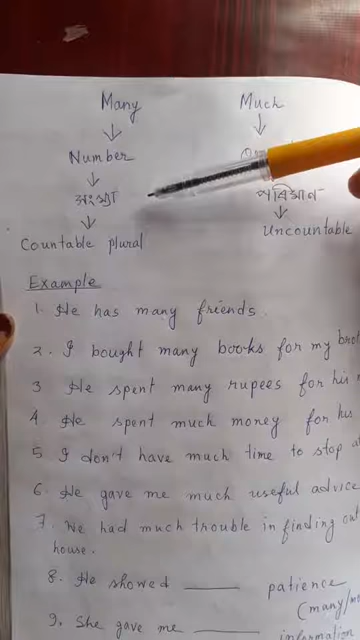 Many Much
Number
সংখ্যা পরিমান
Countable plural Uncountable
Example
1. He has many friends.
2. I bought many books for my
3 He spent many rupees for his
4. He spent much money for his
5 I don't have much time to stop
6. He gave me much useful advice
7. We had much trouble in finding out
house.
8. He showed ____ patience
(many/
9. She gave me ____ information